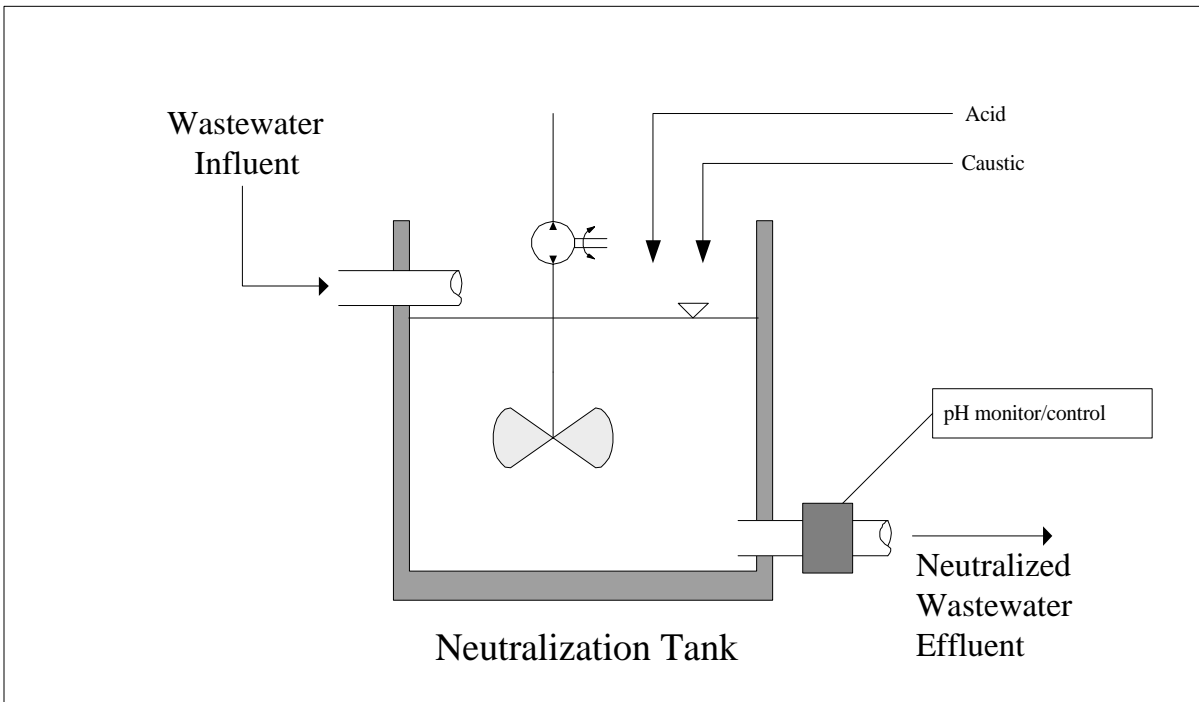 Wastewater
Influent
Acid
Caustic
pH monitor/control
Neutralized
Wastewater
Effluent
Neutralization Tank